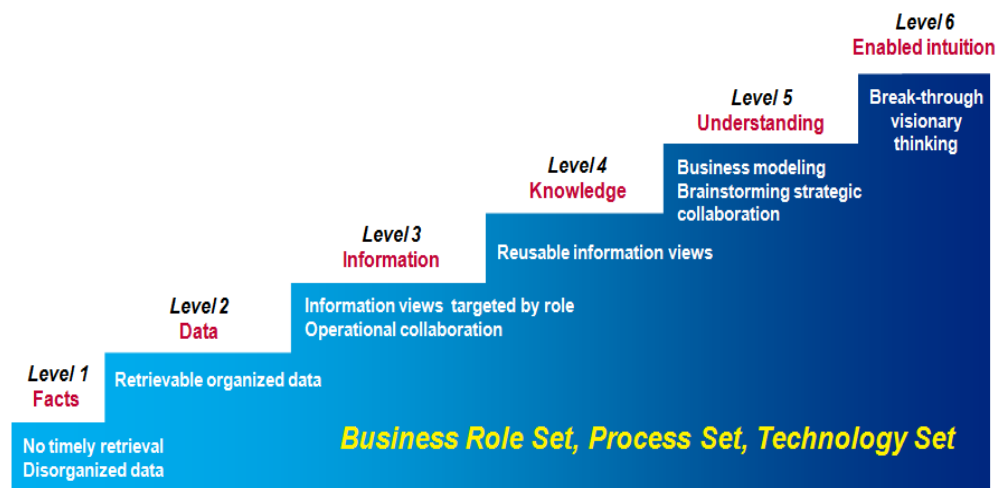 Level 6
Enabled intuition
Break-through
visionary
thinking
Level 5
Understanding
Business modeling
Brainstorming strategic
collaboration
Level 4
Knowledge
Reusable information views
Level 3
Information
Information views targeted by role
Operational collaboration
Level 2
Data
Retrievable organized data
Level 1
Facts
No timely retrieval
Disorganized data
Business Role Set, Process Set, Technology Set